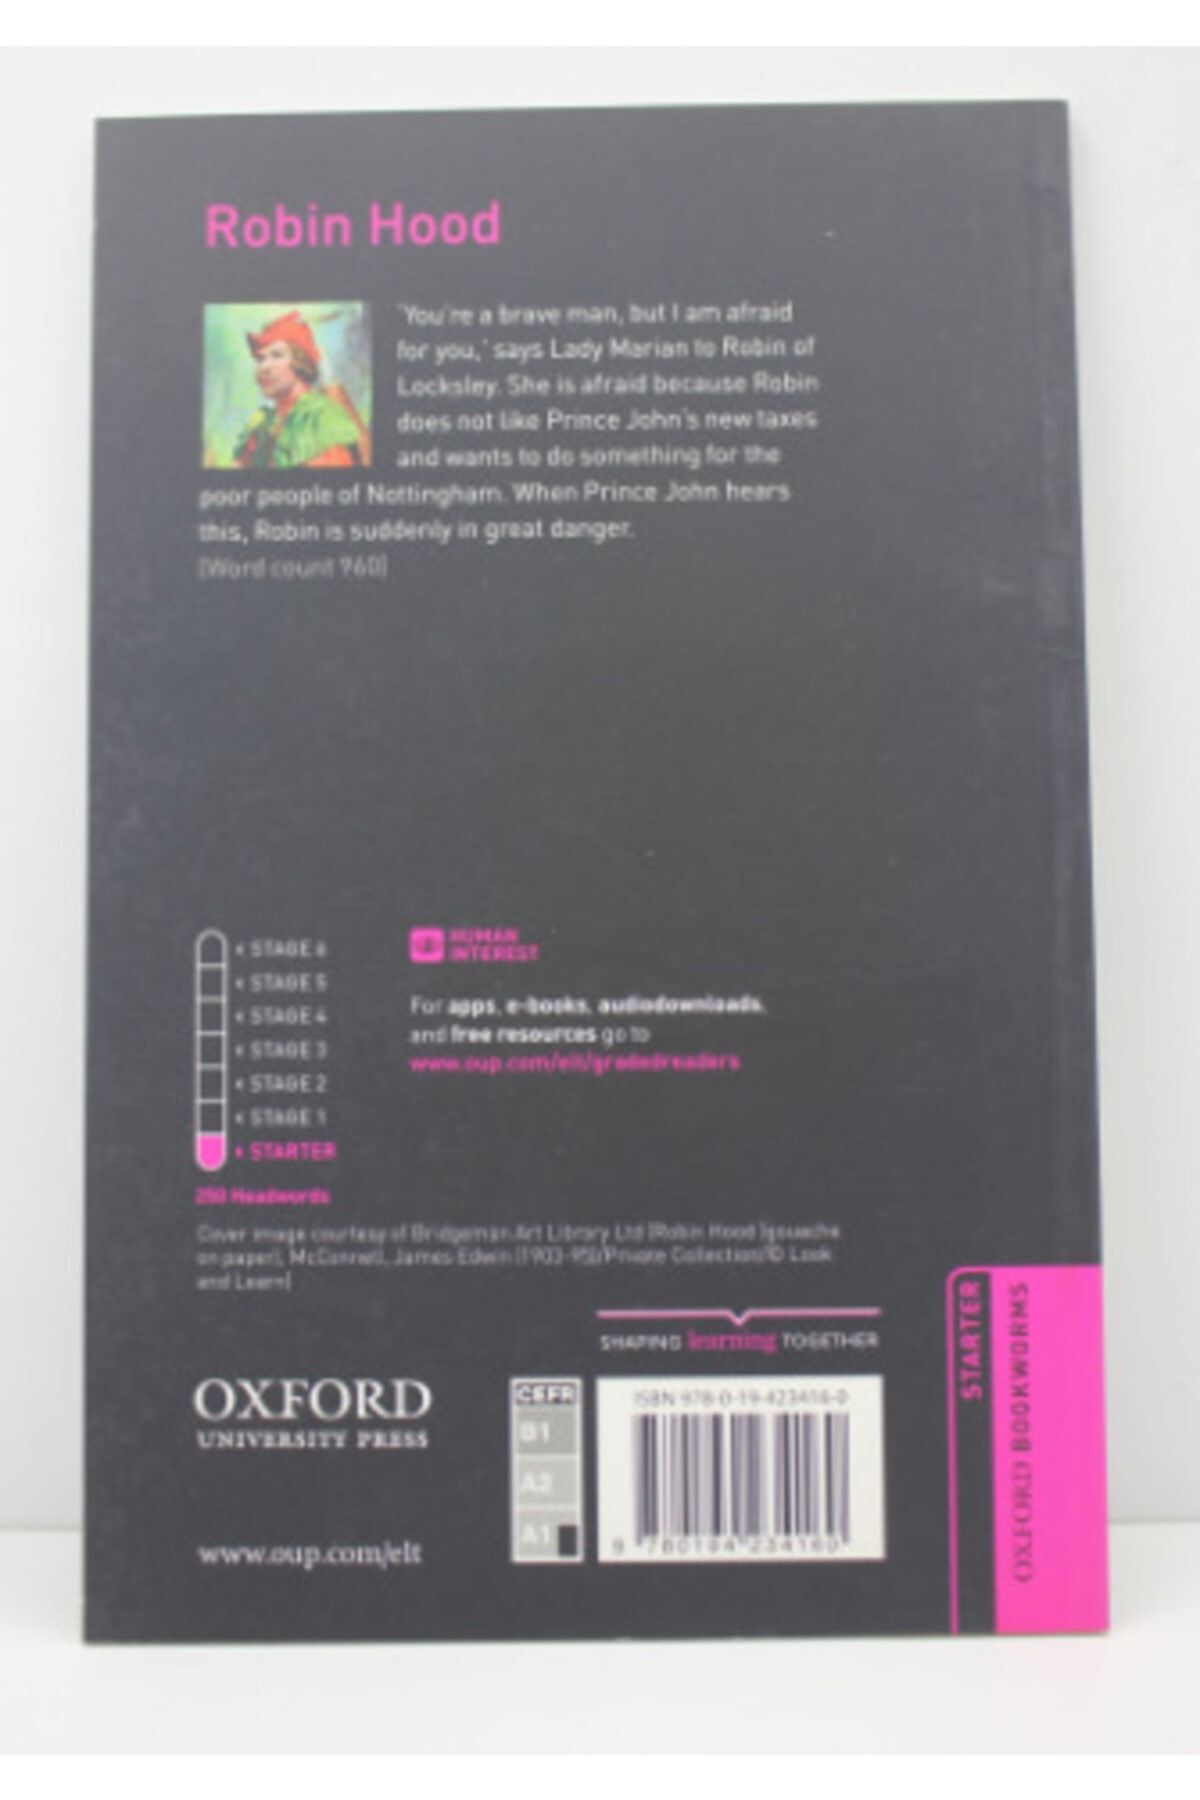 Robin Hood
'You're a brave man, but I am afraid
for you,' says Lady Marian to Robin of
Locksley. She is afraid because Robin
does not like Prince John's new taxes
and wants to do something for the
poor people of Nottingham. When Prince John hears
this, Robin is suddenly in great danger.
(Word count 960)
< STAGE 6
< STAGE 5
< STAGE 4
< STAGE 3
< STAGE 2
< STAGE 1
< STARTER
250 Headwords
HUMAN
INTEREST
For apps, e-books, audiodownloads,
and free resources go to
www.oup.com/elt/gradedreaders
Cover image courtesy of Bridgeman Art Library Ltd (Robin Hood (gouache
on paper), McConnell, James Edwin (1903-95)/Private Collection/© Look
and Learn)
SHAPING learning TOGETHER
OXFORD
UNIVERSITY PRESS
www.oup.com/elt
CEFR
B1
A2
A1
ISBN 978-0-19-423416-0
9 780194 234160
STARTER
OXFORD BOOKWORMS